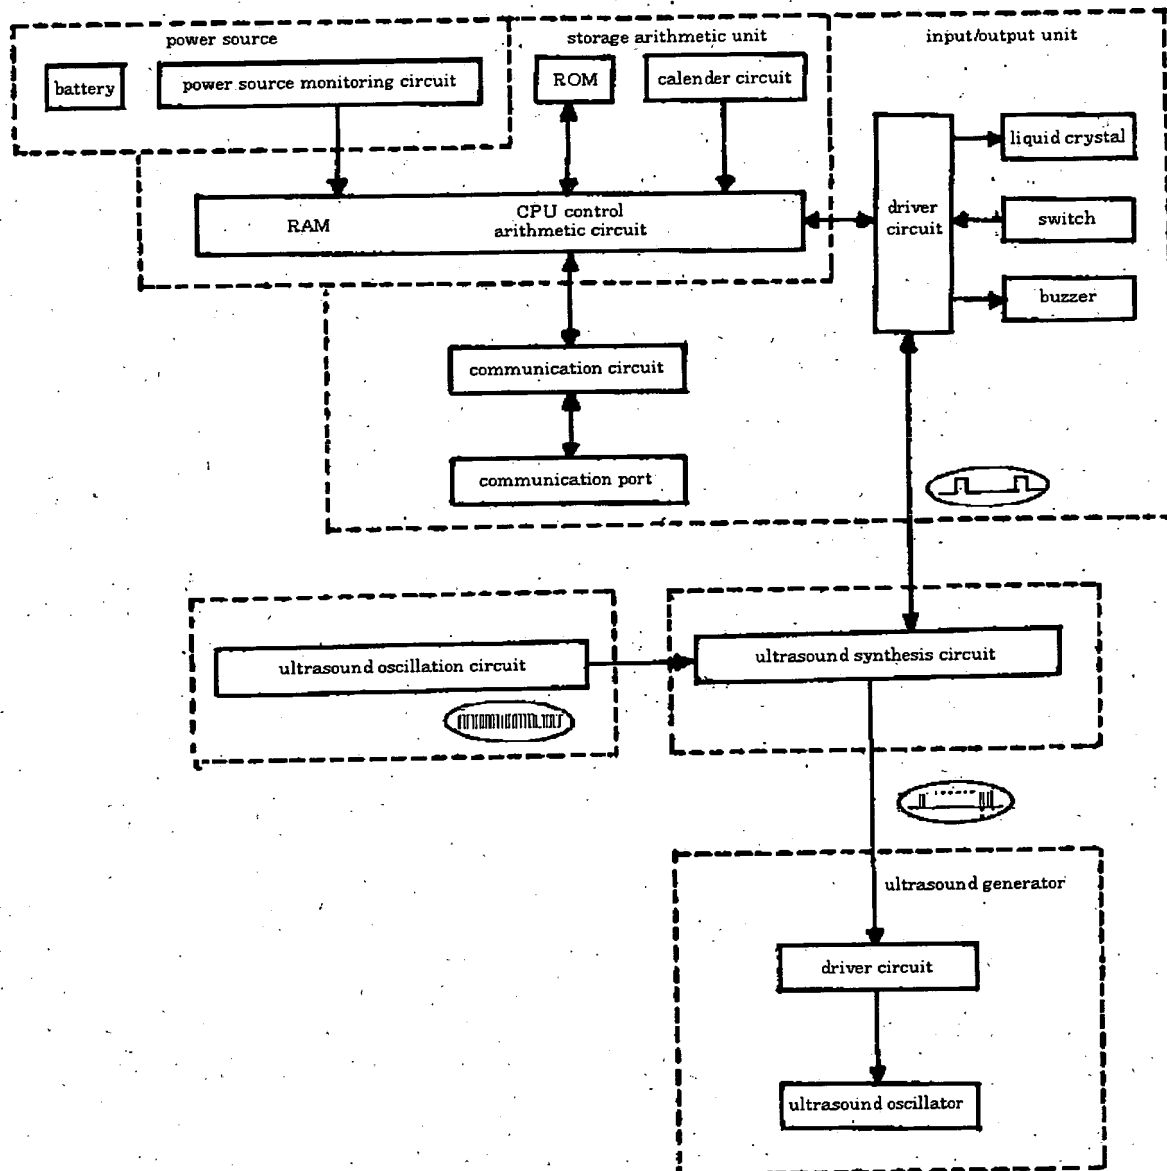 power source
storage arithmetic unit
input/output unit
battery
power source monitoring circuit
ROM
calender circuit
liquid crystal
RAM
CPU control
arithmetic circuit
driver
circuit
switch
buzzer
communication circuit
communication port
ultrasound oscillation circuit
ultrasound synthesis circuit
ultrasound generator
driver circuit
ultrasound oscillator